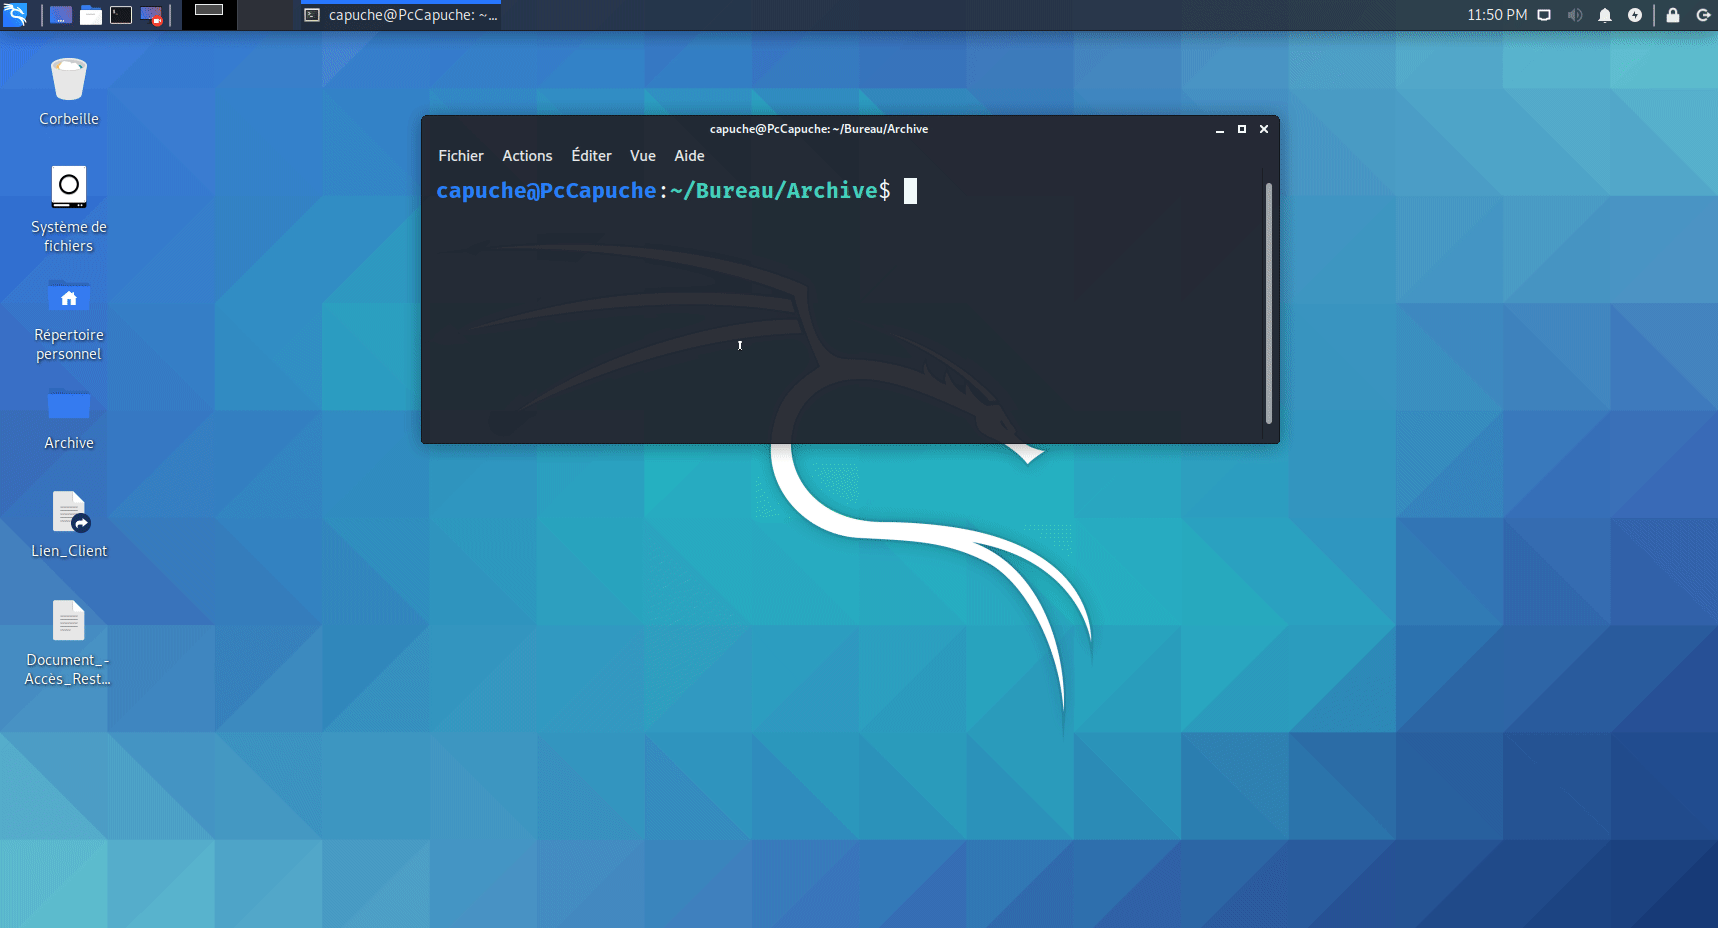 capuche@PcCapuche: ~...
11:50 PM
Corbeille
Système de
fichiers
Répertoire
personnel
Archive
Lien_Client
Document_-
Accès_Rest...
capuche@PcCapuche: ~/Bureau/Archive
Fichier Actions Éditer Vue Aide
capuche@PcCapuche:~/Bureau/Archive$